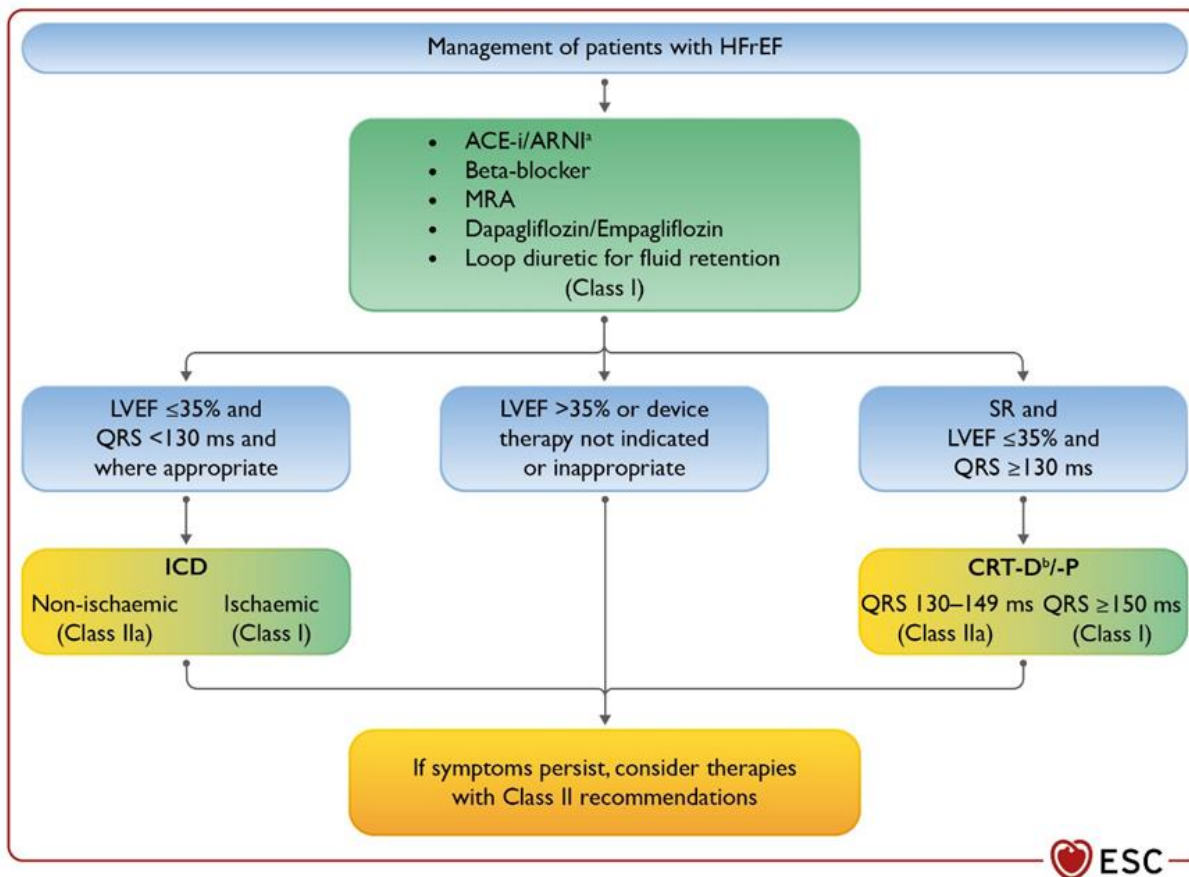 Management of patients with HFrEF
• ACE-i/ARNIᵃ
• Beta-blocker
• MRA
• Dapagliflozin/Empagliflozin
• Loop diuretic for fluid retention
(Class I)
LVEF ≤35% and
QRS <130 ms and
where appropriate
LVEF >35% or device
therapy not indicated
or inappropriate
SR and
LVEF ≤35% and
QRS ≥130 ms
ICD
Non-ischaemic
(Class IIa)
Ischaemic
(Class I)
CRT-Dᵇ/-P
QRS 130–149 ms
(Class IIa)
QRS ≥150 ms
(Class I)
If symptoms persist, consider therapies
with Class II recommendations
ESC